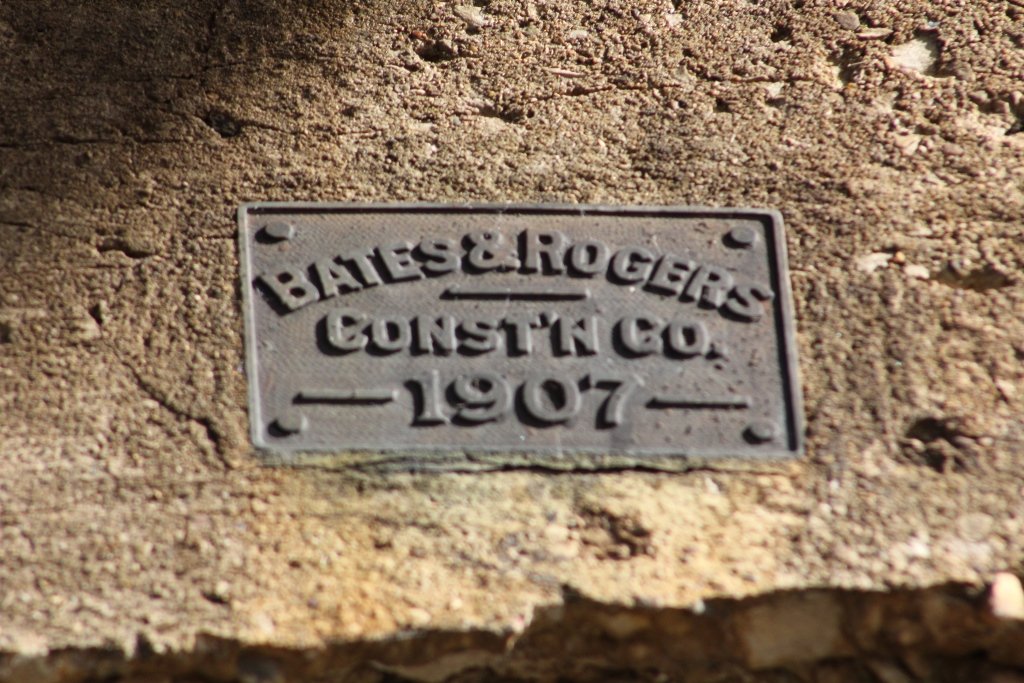 BATES & ROGERS
CONST'N CO.
1907